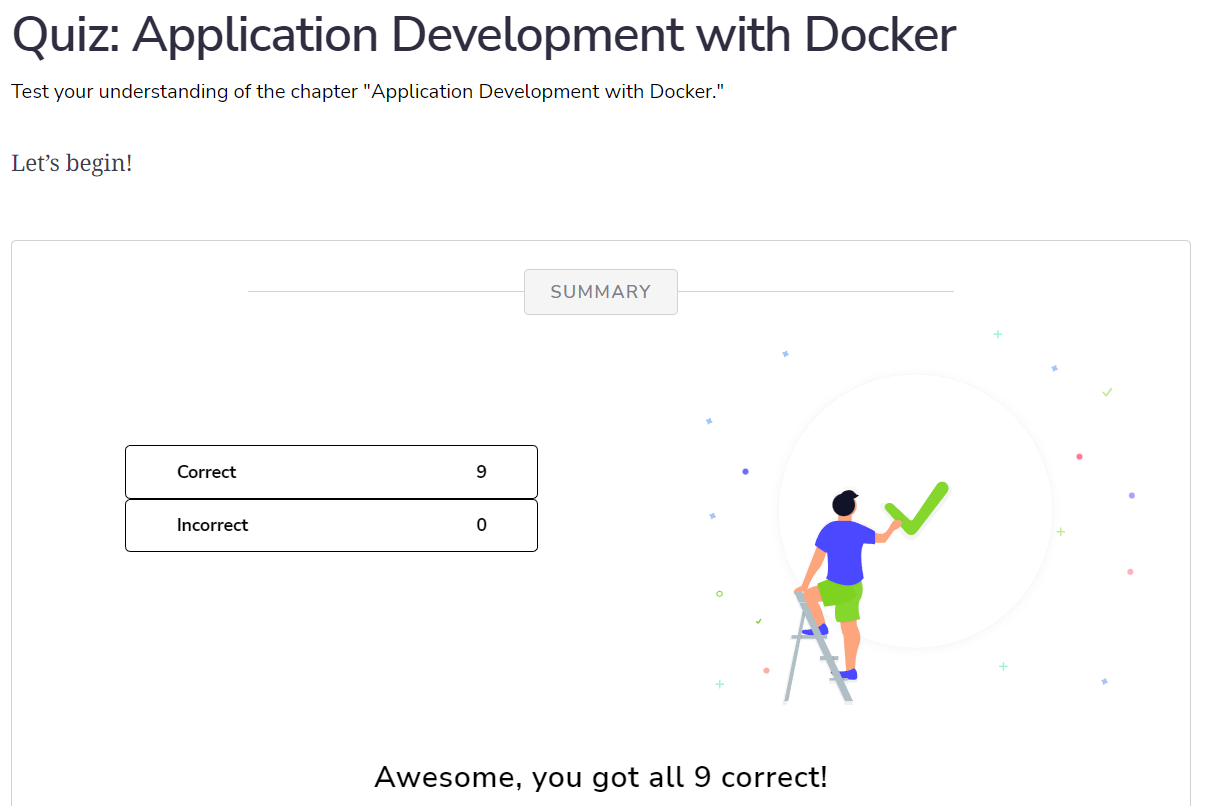 Quiz: Application Development with Docker
Test your understanding of the chapter "Application Development with Docker."
Let’s begin!
SUMMARY
Correct 9
Incorrect 0
Awesome, you got all 9 correct!